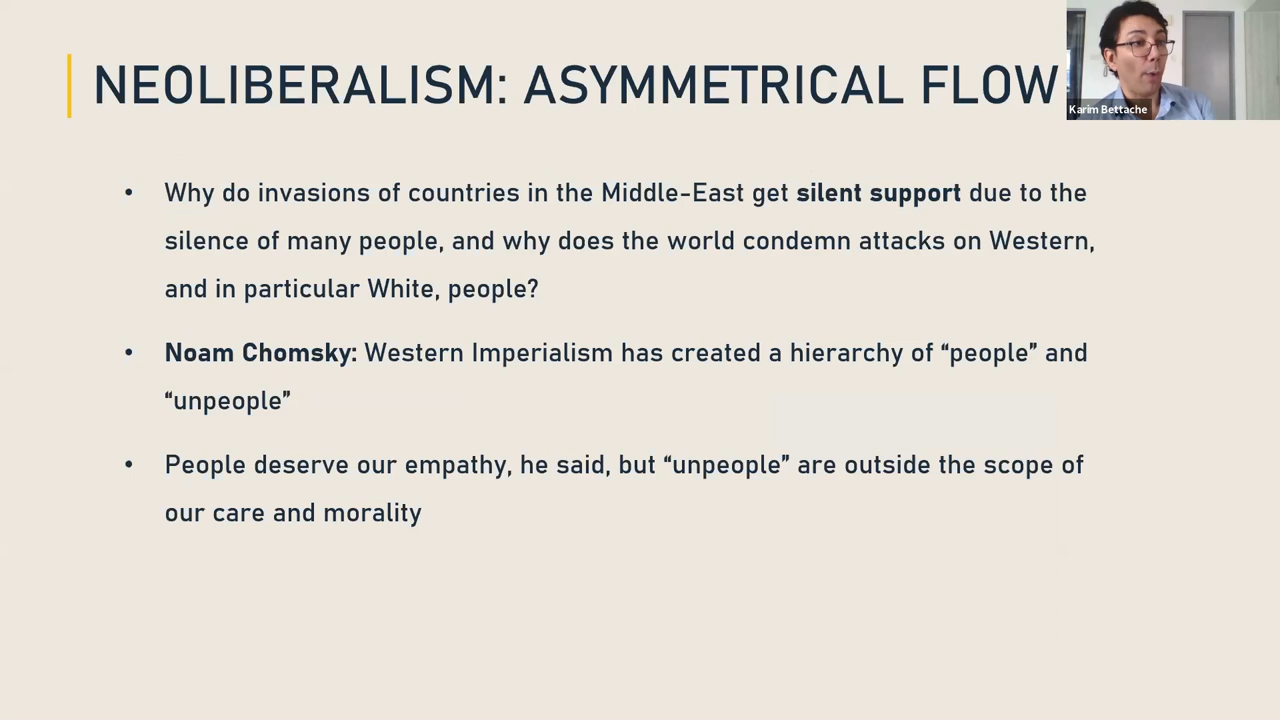 NEOLIBERALISM: ASYMMETRICAL FLOW
Karim Bettache
• Why do invasions of countries in the Middle-East get silent support due to the
silence of many people, and why does the world condemn attacks on Western,
and in particular White, people?
• Noam Chomsky: Western Imperialism has created a hierarchy of “people” and
“unpeople”
• People deserve our empathy, he said, but “unpeople” are outside the scope of
our care and morality